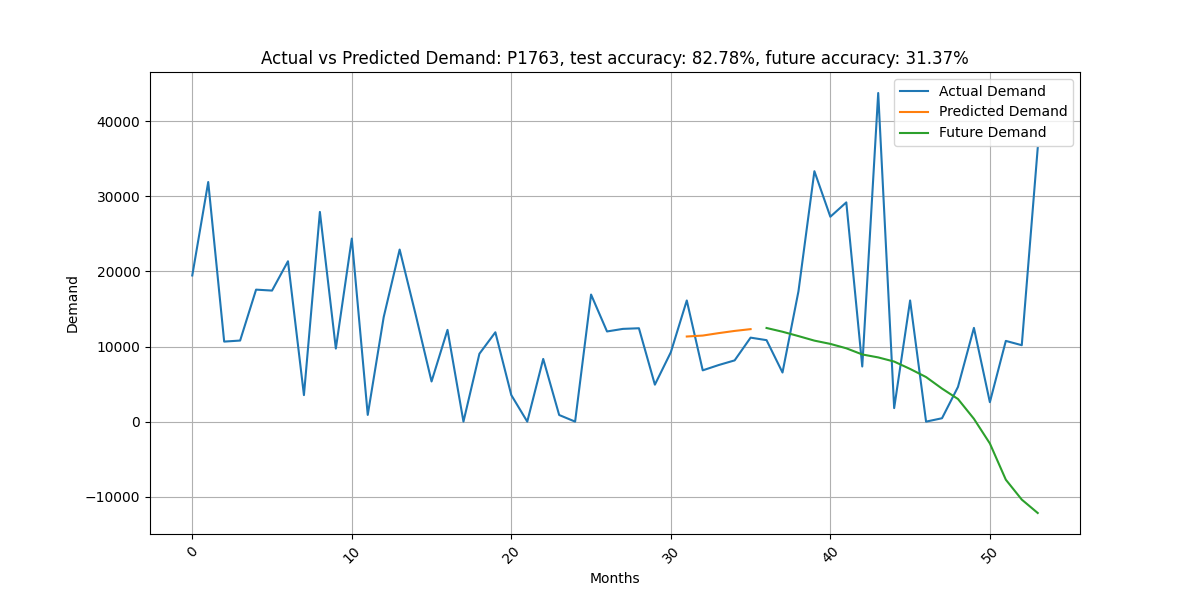 Actual vs Predicted Demand: P1763, test accuracy: 82.78%, future accuracy: 31.37%
Actual Demand
Predicted Demand
Future Demand
40000
30000
20000
10000
0
−10000
Demand
0
10
20
30
40
50
Months